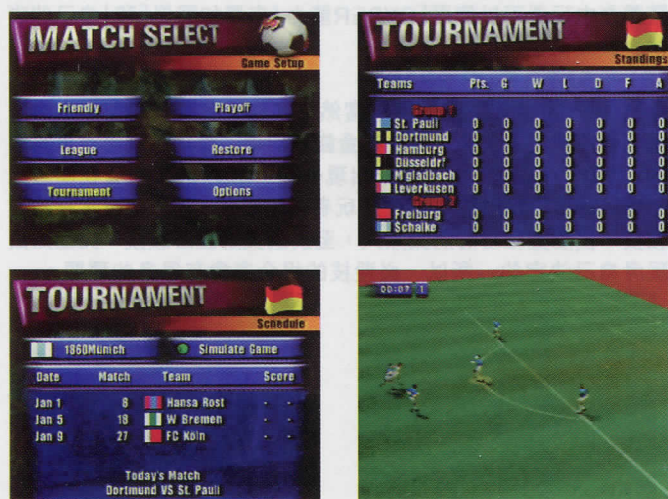 MATCH SELECT
Game Setup
Friendly
Playoff
League
Restore
Tournament
Options
TOURNAMENT
Standings
Teams Pts. G W L D F A
Group 1
St. Pauli 0 0 0 0 0 0 0
Dortmund 0 0 0 0 0 0 0
Hamburg 0 0 0 0 0 0 0
Düsseldrf 0 0 0 0 0 0 0
M'gladbach 0 0 0 0 0 0 0
Leverkusen 0 0 0 0 0 0 0
Group 2
Freiburg 0 0 0 0 0 0 0
Schalke 0 0 0 0 0 0 0
TOURNAMENT
Schedule
1860Munich
Simulate Game
Date Match Team Score
Jan 1 8 Hansa Rost - -
Jan 5 18 W Bremen - -
Jan 9 27 FC Köln - -
Today's Match
Dortmund VS St. Pauli
00:07 1